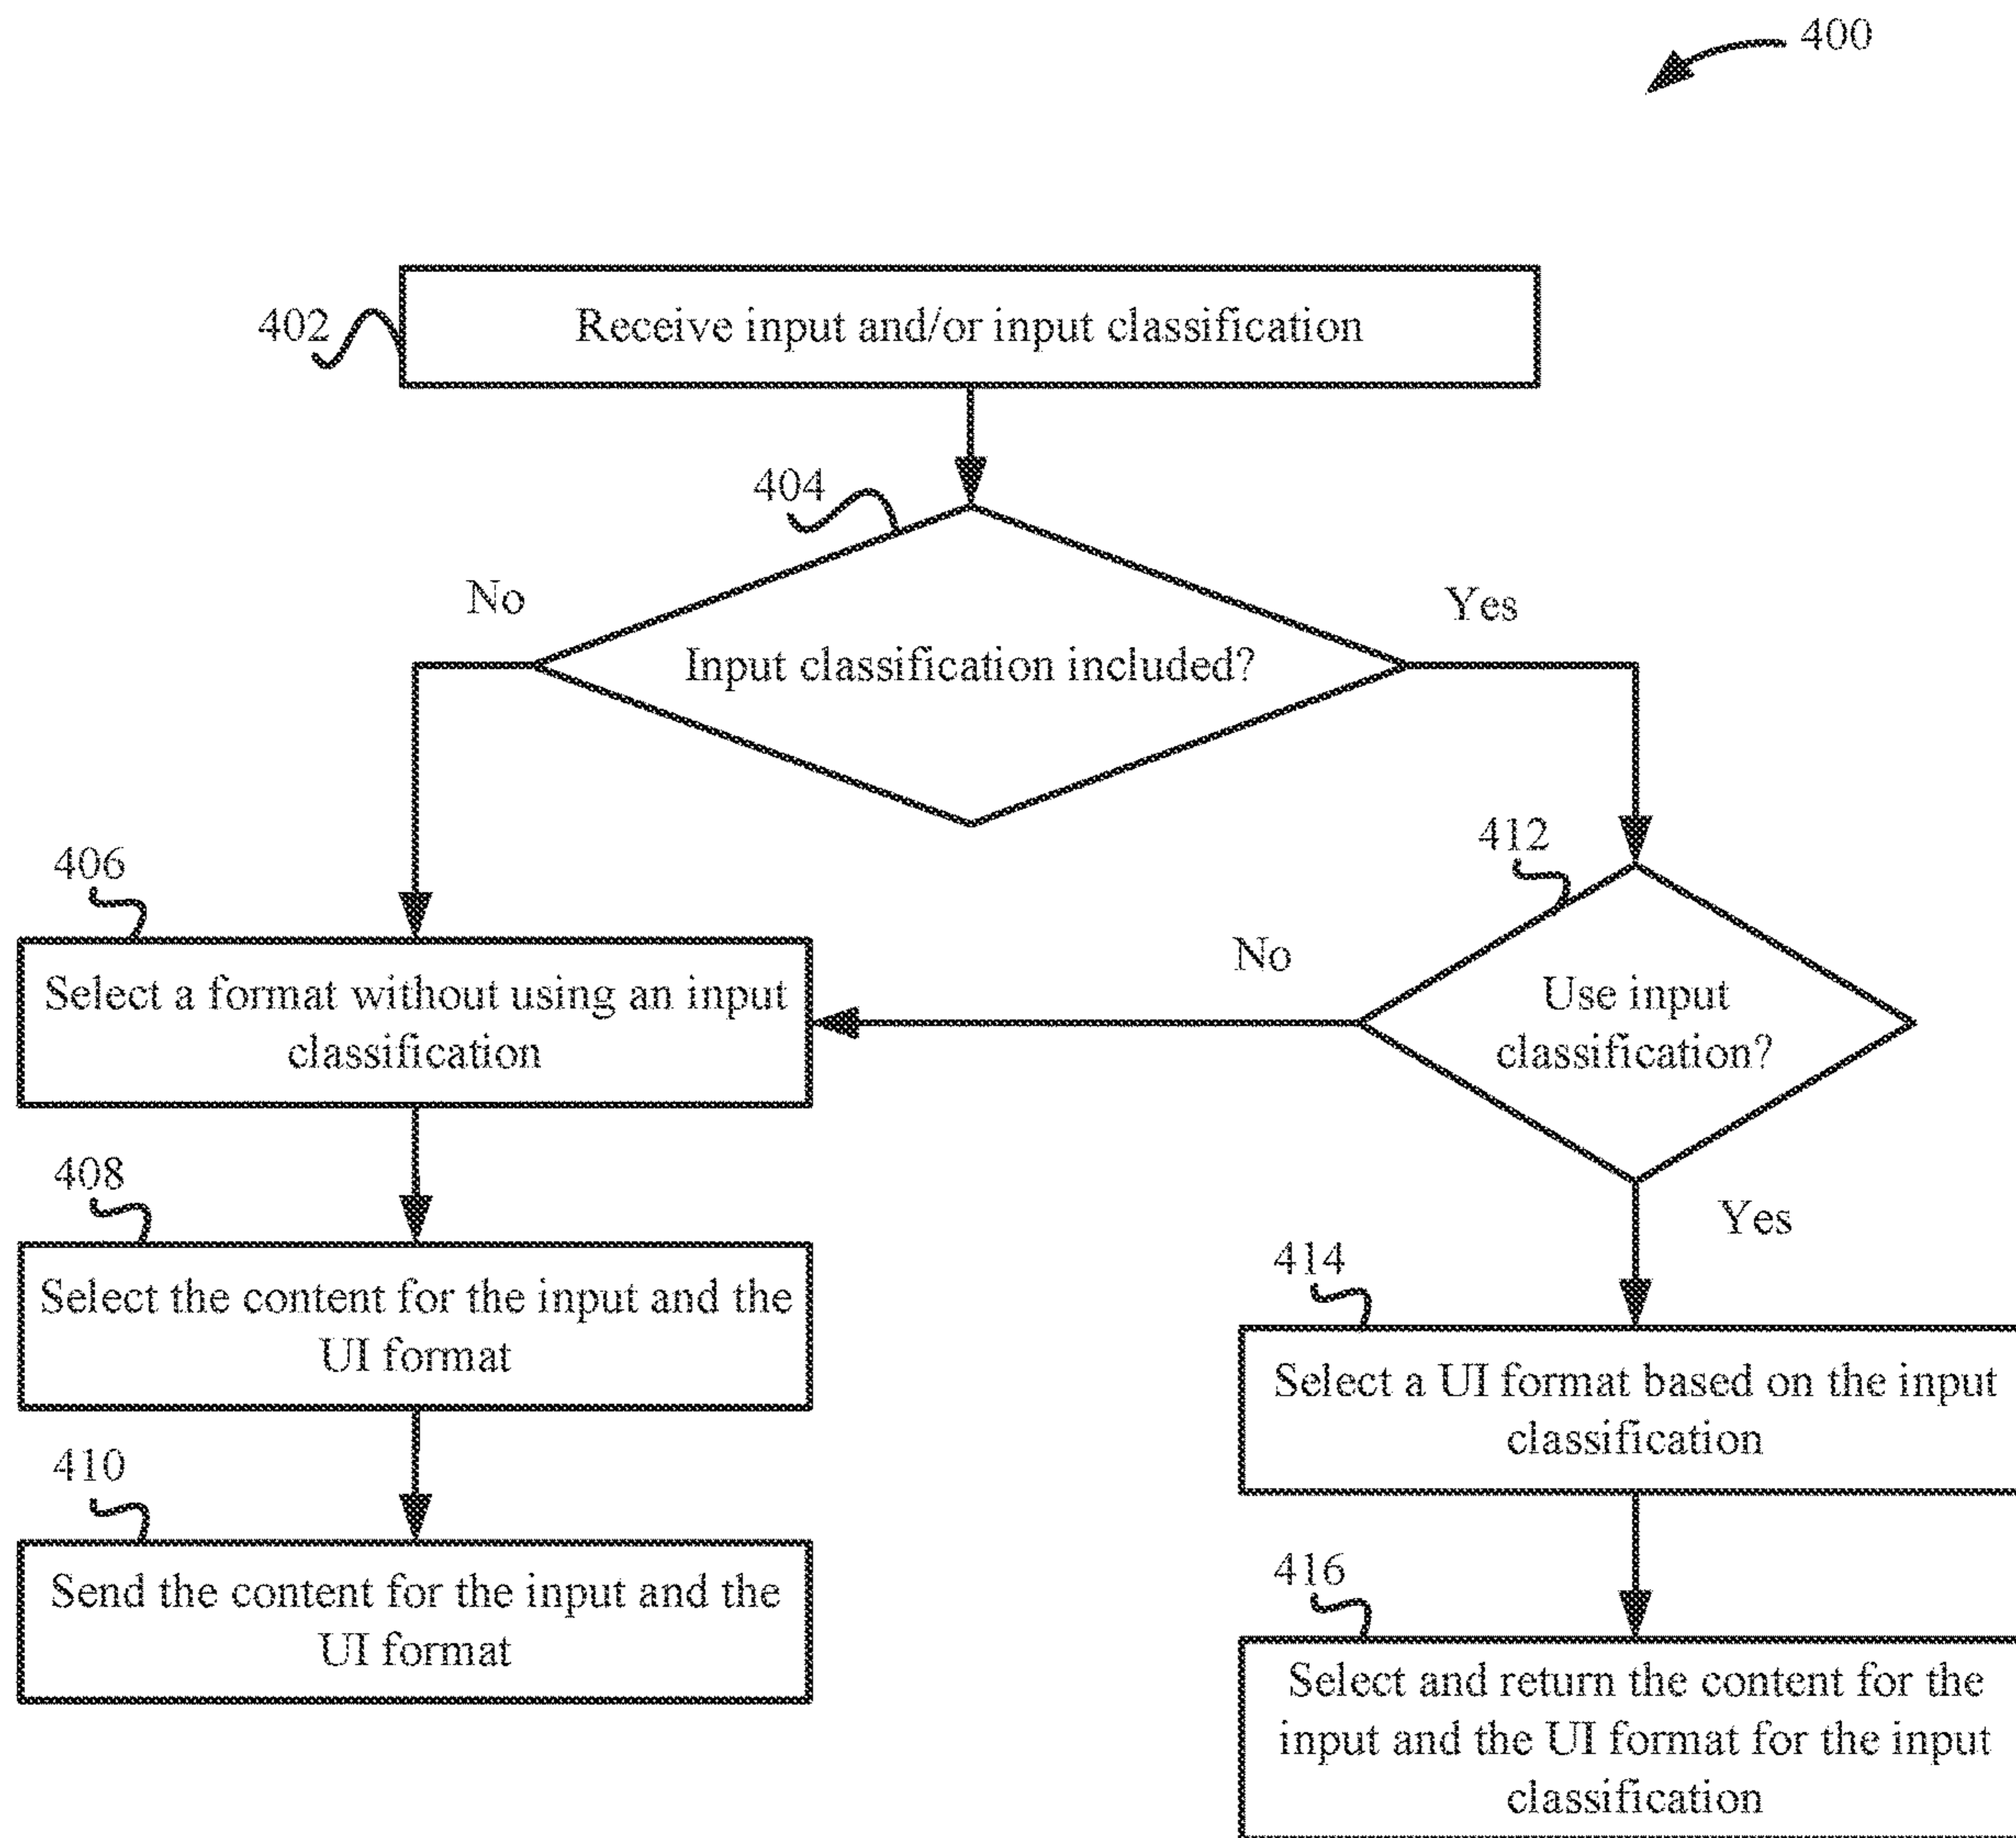 400
402
Receive input and/or input classification
404
No
Yes
Input classification included?
406
Select a format without using an input
classification
412
No
Use input
classification?
Yes
408
Select the content for the input and the
UI format
410
Send the content for the input and the
UI format
414
Select a UI format based on the input
classification
416
Select and return the content for the
input and the UI format for the input
classification